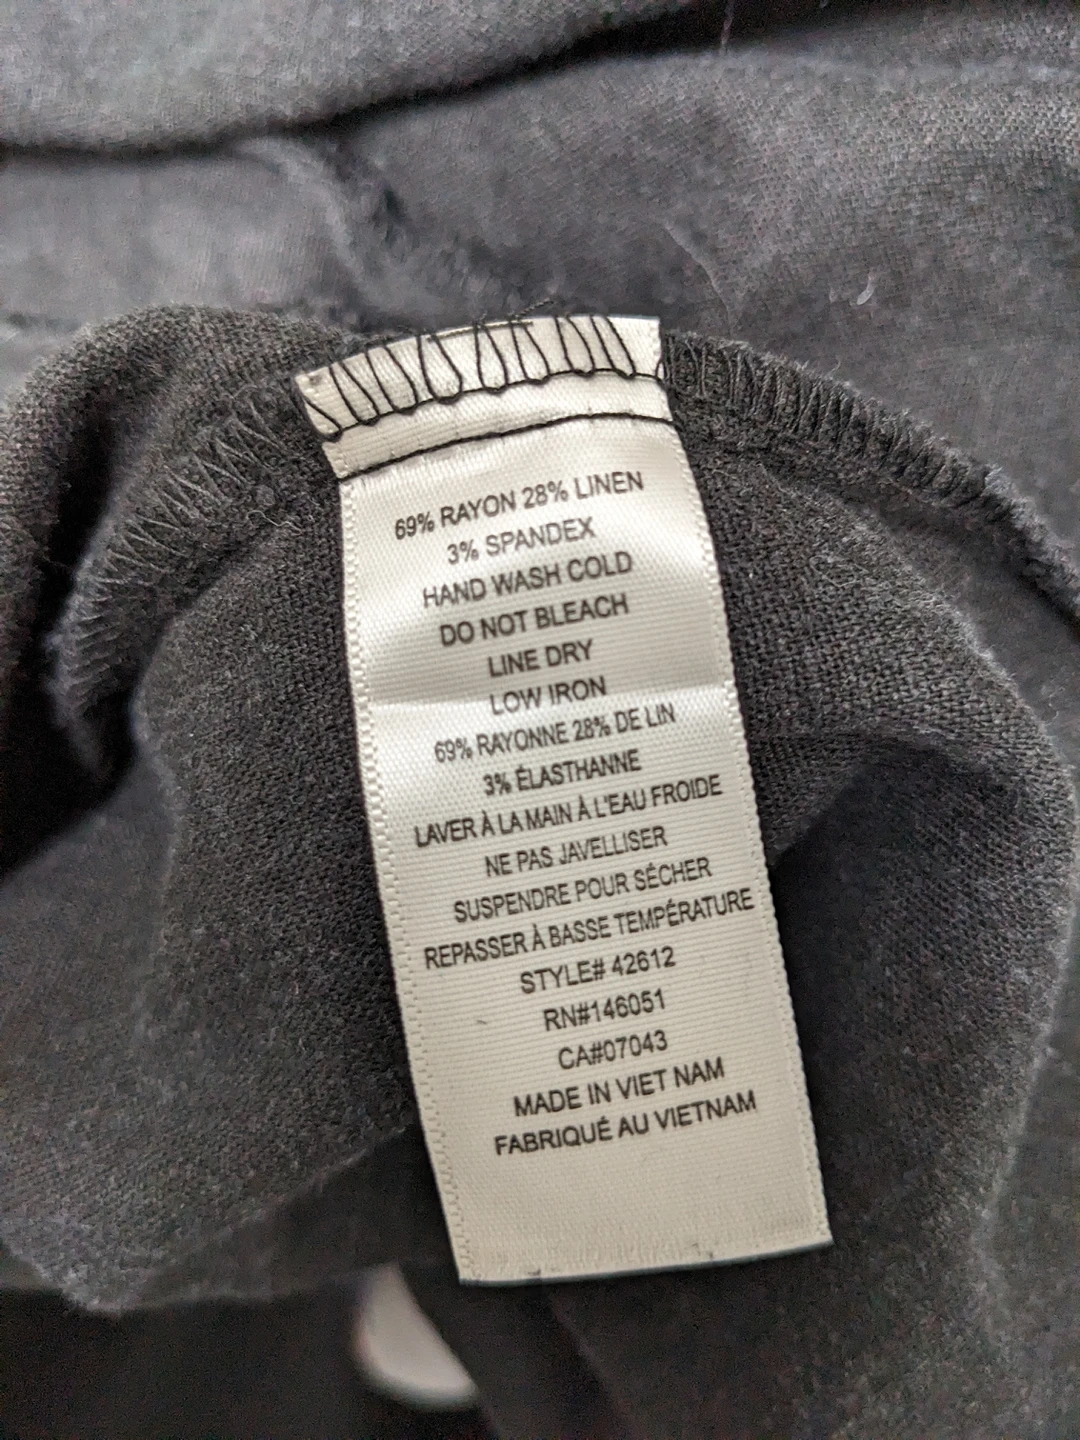 69% RAYON 28% LINEN
3% SPANDEX
HAND WASH COLD
DO NOT BLEACH
LINE DRY
LOW IRON
69% RAYONNE 28% DE LIN
3% ÉLASTHANNE
LAVER À LA MAIN À L'EAU FROIDE
NE PAS JAVELLISER
SUSPENDRE POUR SÉCHER
REPASSER À BASSE TEMPÉRATURE
STYLE# 42612
RN#146051
CA#07043
MADE IN VIET NAM
FABRIQUÉ AU VIETNAM